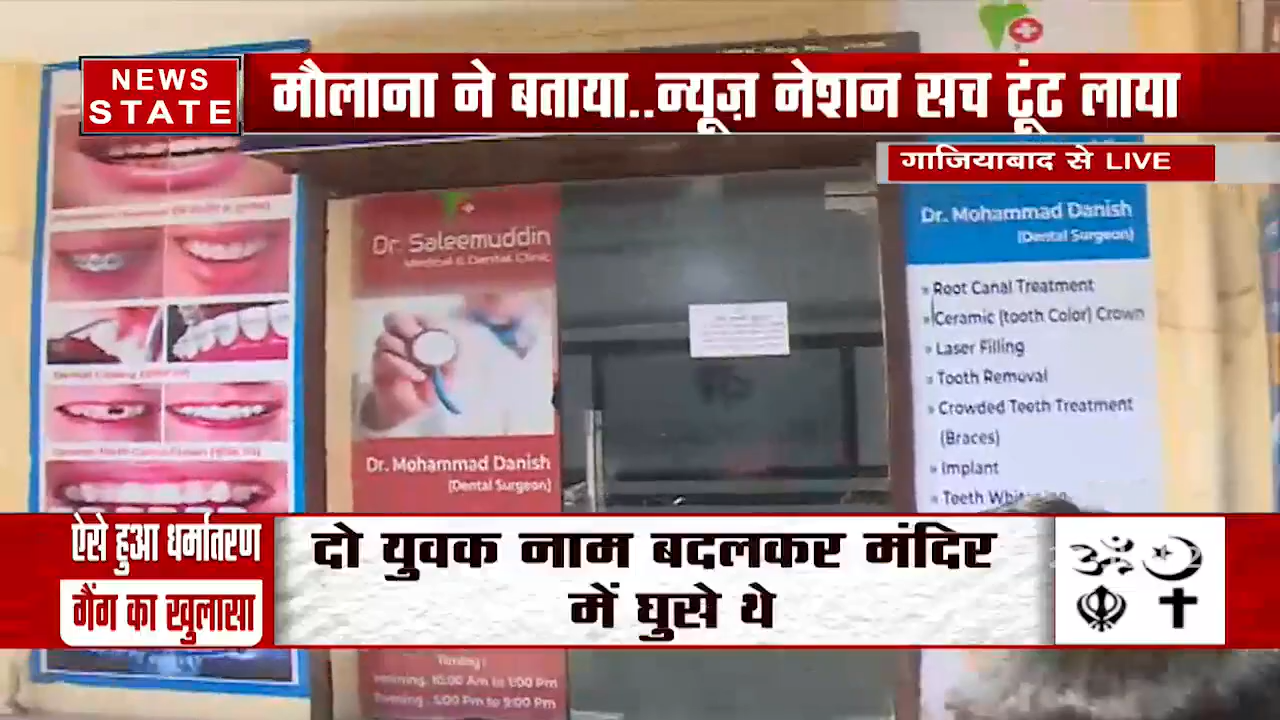 NEWS
STATE
मौलाना ने बताया..न्यूज़ नेशन सच ढूंट लाया
गाजियाबाद से LIVE
Dr. Saleemuddin
Medical & Dental Clinic
Dr. Mohammad Danish
(Dental Surgeon)
Dr. Mohammad Danish
(Dental Surgeon)
» Root Canal Treatment
» Ceramic (tooth Color) Crown
» Laser Filling
» Tooth Removal
» Crowded Teeth Treatment
(Braces)
» Implant
» Teeth
ऐसे हुआ धर्मातरण
गैंग का खुलासा
दो युवक नाम बदलकर मंदिर
में घुसे थे
Timing :
Morning. 10:00 Am to 1:00 Pm
Evening. 5:00 Pm to 9:00 Pm